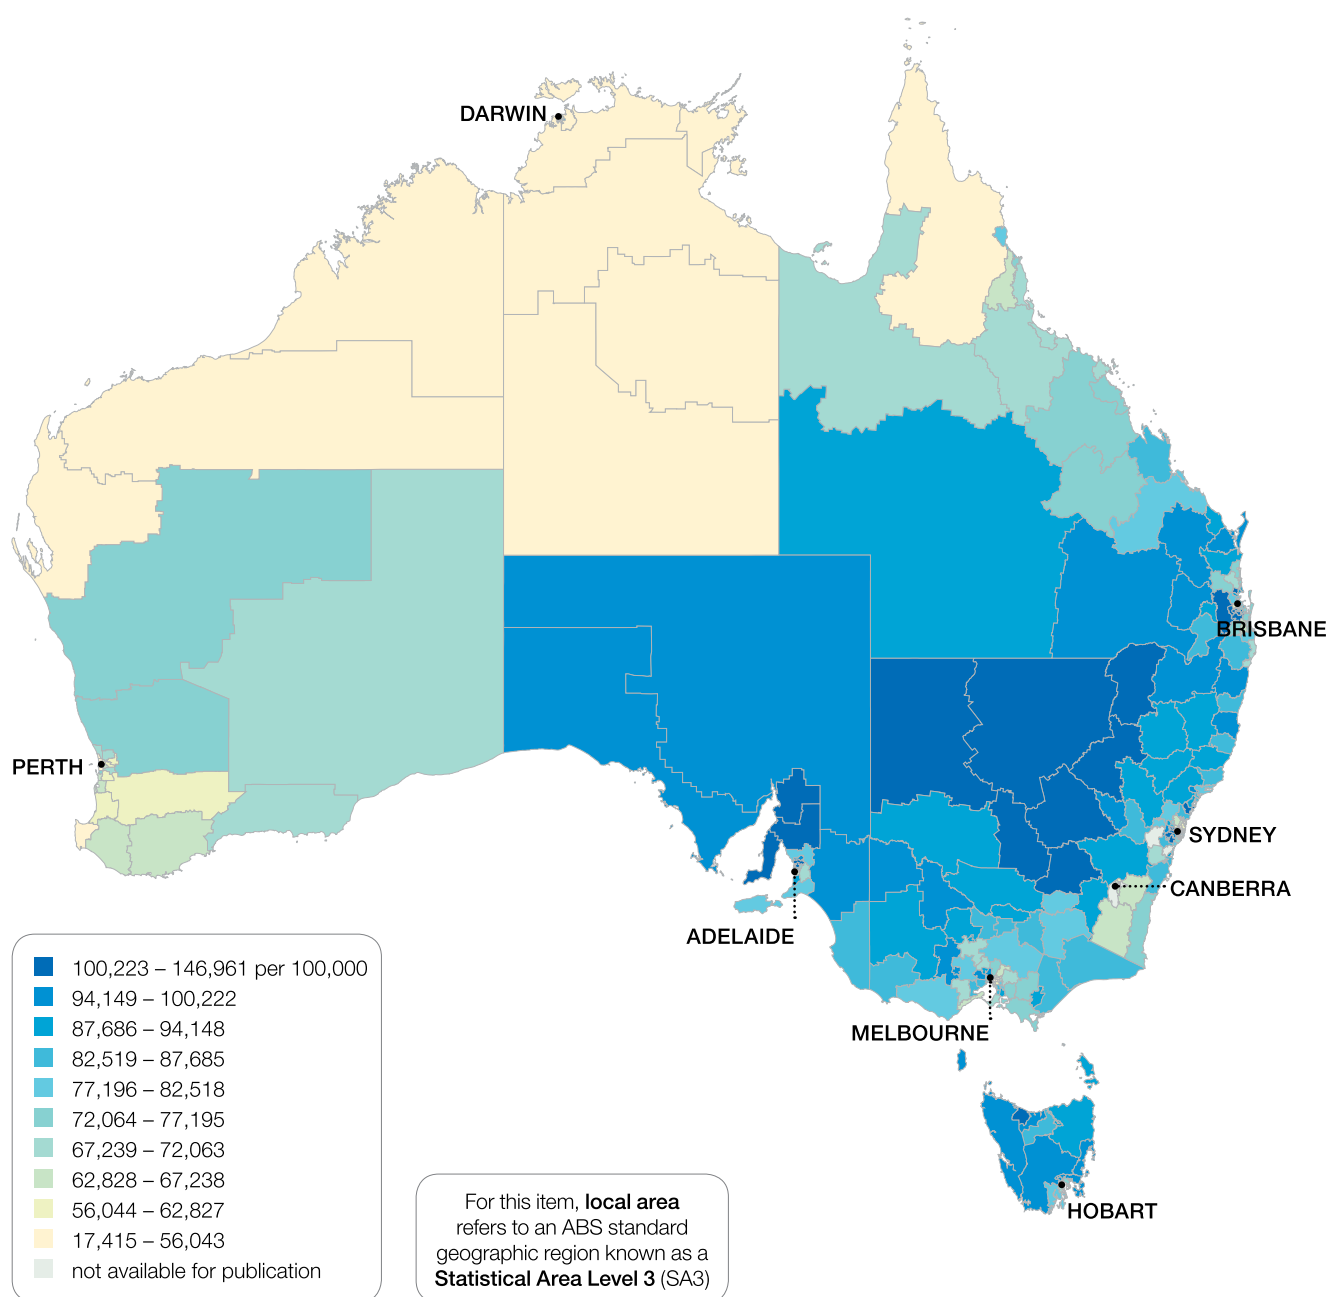 DARWIN
BRISBANE
PERTH
SYDNEY
CANBERRA
ADELAIDE
MELBOURNE
HOBART
100,223 – 146,961 per 100,000
94,149 – 100,222
87,686 – 94,148
82,519 – 87,685
77,196 – 82,518
72,064 – 77,195
67,239 – 72,063
62,828 – 67,238
56,044 – 62,827
17,415 – 56,043
not available for publication
For this item, local area
refers to an ABS standard
geographic region known as a
Statistical Area Level 3 (SA3)